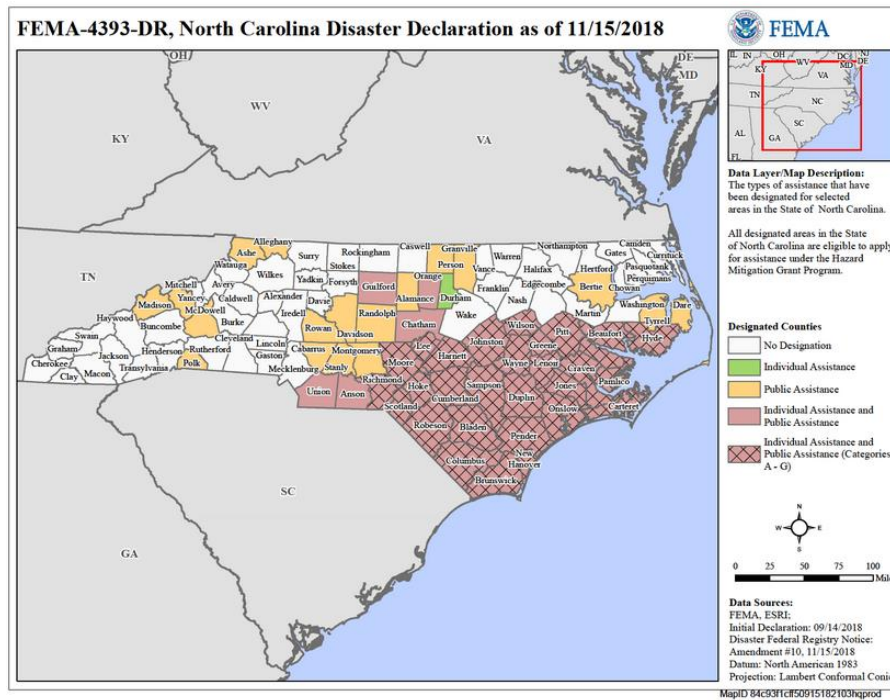 FEMA-4393-DR, North Carolina Disaster Declaration as of 11/15/2018
FEMA
OH
WV
KY
VA
DE
MD
TN
SC
GA
IL
IN
OH
KY
WV
VA
DC
MD
NJ
DE
TN
NC
SC
AL
GA
FL
Alleghany
Ashe
Surry
Stokes
Rockingham
Caswell
Person
Granville
Vance
Warren
Northampton
Halifax
Hertford
Gates
Camden
Currituck
Pasquotank
Perquimans
Chowan
Bertie
Watauga
Wilkes
Yadkin
Forsyth
Guilford
Alamance
Orange
Durham
Franklin
Nash
Edgecombe
Martin
Washington
Tyrrell
Dare
Mitchell
Avery
Yancey
Madison
Caldwell
Alexander
Iredell
Davie
Davidson
Randolph
Chatham
Wake
Wilson
Pitt
Beaufort
Hyde
McDowell
Burke
Buncombe
Haywood
Swain
Graham
Cherokee
Clay
Macon
Jackson
Transylvania
Henderson
Polk
Rutherford
Cleveland
Lincoln
Gaston
Mecklenburg
Cabarrus
Rowan
Stanly
Montgomery
Moore
Lee
Harnett
Johnston
Wayne
Greene
Lenoir
Craven
Pamlico
Jones
Carteret
Onslow
Duplin
Sampson
Cumberland
Hoke
Richmond
Scotland
Anson
Union
Robeson
Bladen
Pender
New
Hanover
Columbus
Brunswick
Data Layer/Map Description:
The types of assistance that have
been designated for selected
areas in the State of North Carolina.
All designated areas in the State
of North Carolina are eligible to apply
for assistance under the Hazard
Mitigation Grant Program.
Designated Counties
No Designation
Individual Assistance
Public Assistance
Individual Assistance and
Public Assistance
Individual Assistance and
Public Assistance (Categories
A - G)
N
W
E
S
0 25 50 75 100
Mil
Data Sources:
FEMA, ESRI;
Initial Declaration: 09/14/2018
Disaster Federal Registry Notice:
Amendment #10, 11/15/2018
Datum: North American 1983
Projection: Lambert Conformal Coni
MapID 84c93f1cff50915182103hqprod